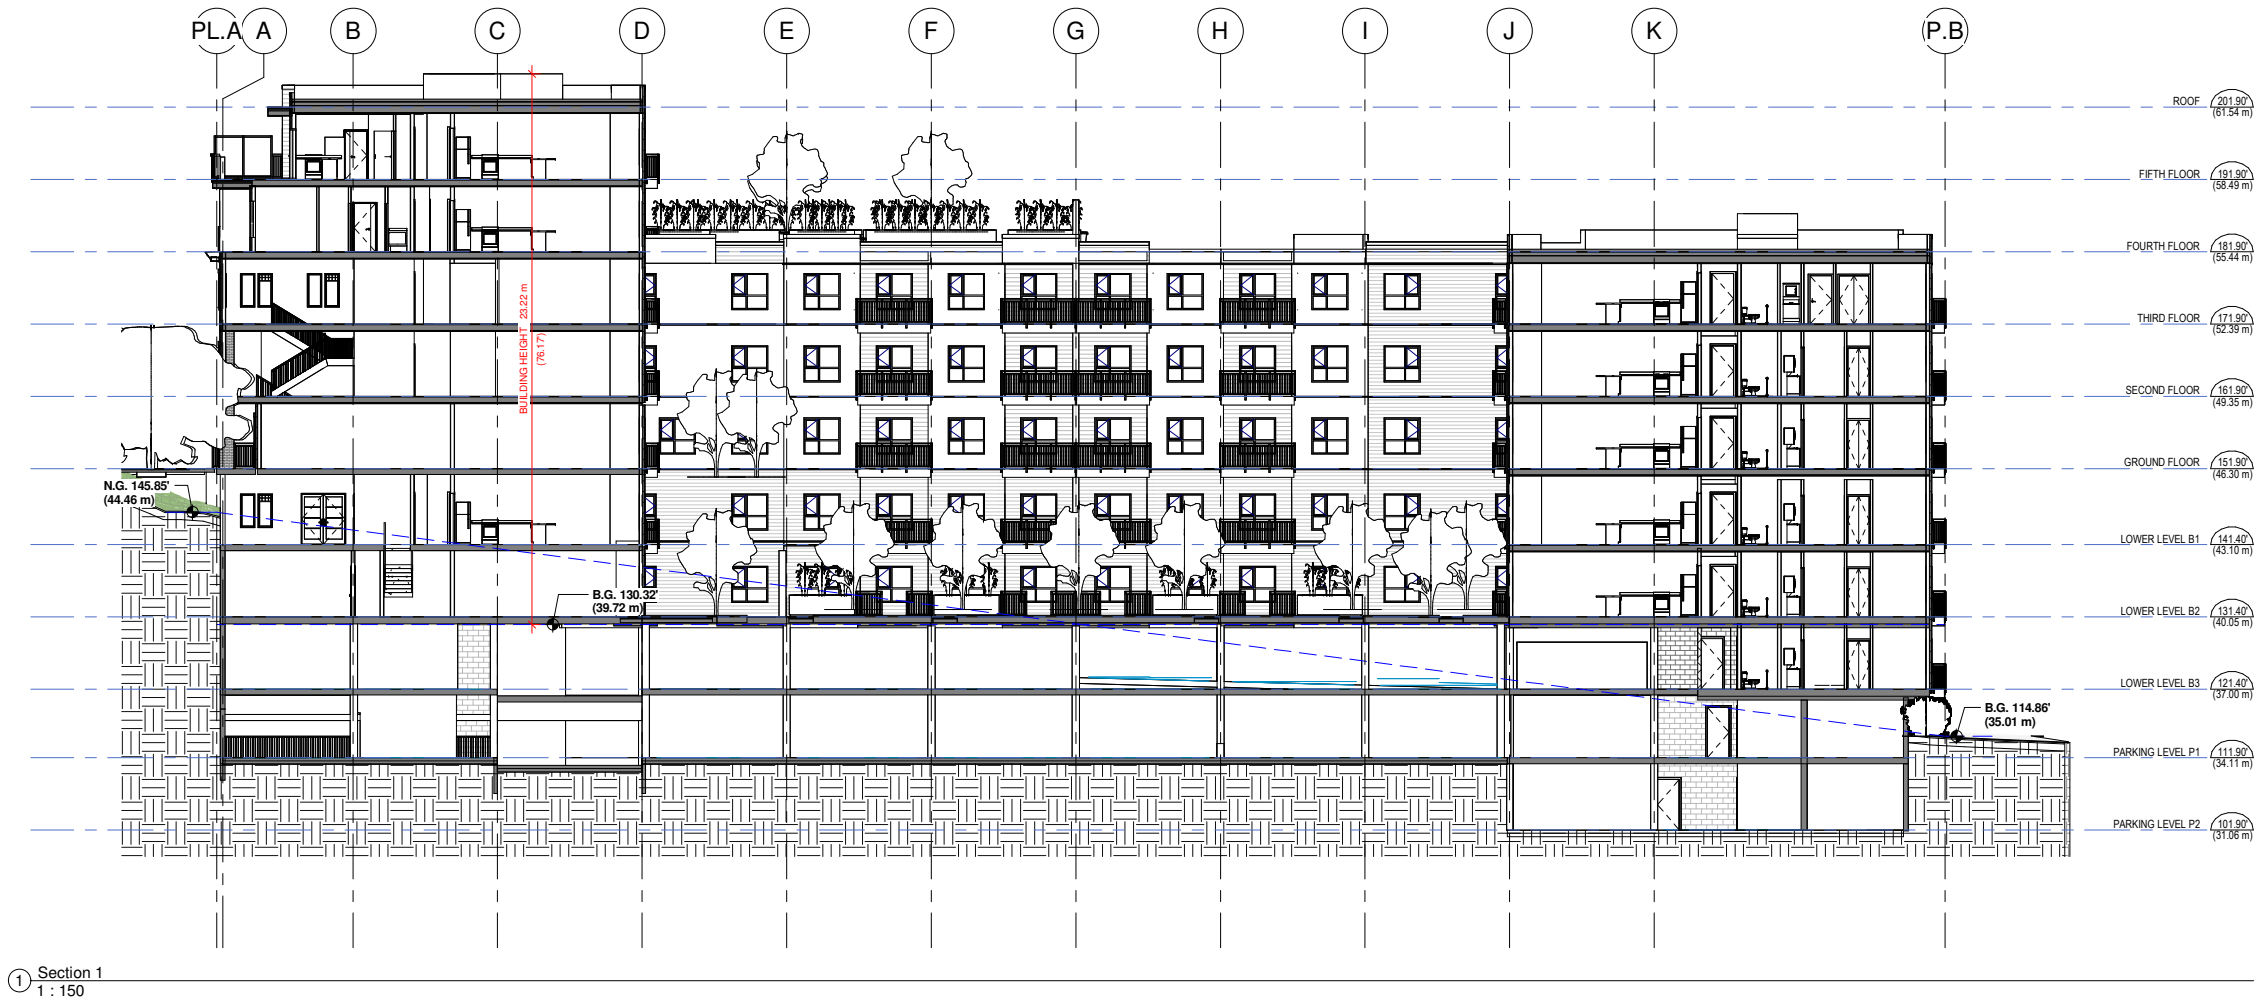 PL.A A B C D E F G H I J K P.B
ROOF 201.90'
(61.54 m)
FIFTH FLOOR 191.90'
(58.49 m)
FOURTH FLOOR 181.90'
(55.44 m)
THIRD FLOOR 171.90'
(52.39 m)
SECOND FLOOR 161.90'
(49.35 m)
GROUND FLOOR 151.90'
(46.30 m)
LOWER LEVEL B1 141.40'
(43.10 m)
LOWER LEVEL B2 131.40'
(40.05 m)
LOWER LEVEL B3 121.40'
(37.00 m)
PARKING LEVEL P1 111.90'
(34.11 m)
PARKING LEVEL P2 101.90'
(31.06 m)
BUILDING HEIGHT 23.22 m
(76.17')
N.G. 145.85'
(44.46 m)
B.G. 130.32'
(39.72 m)
B.G. 114.86'
(35.01 m)
1 Section 1
1 : 150